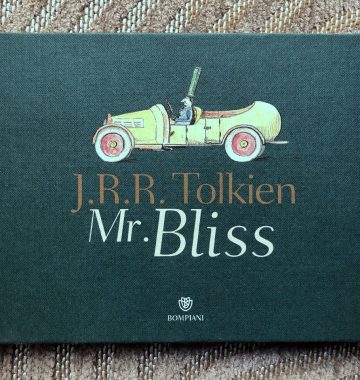 J.R.R. Tolkien
Mr. Bliss
BOMPIANI